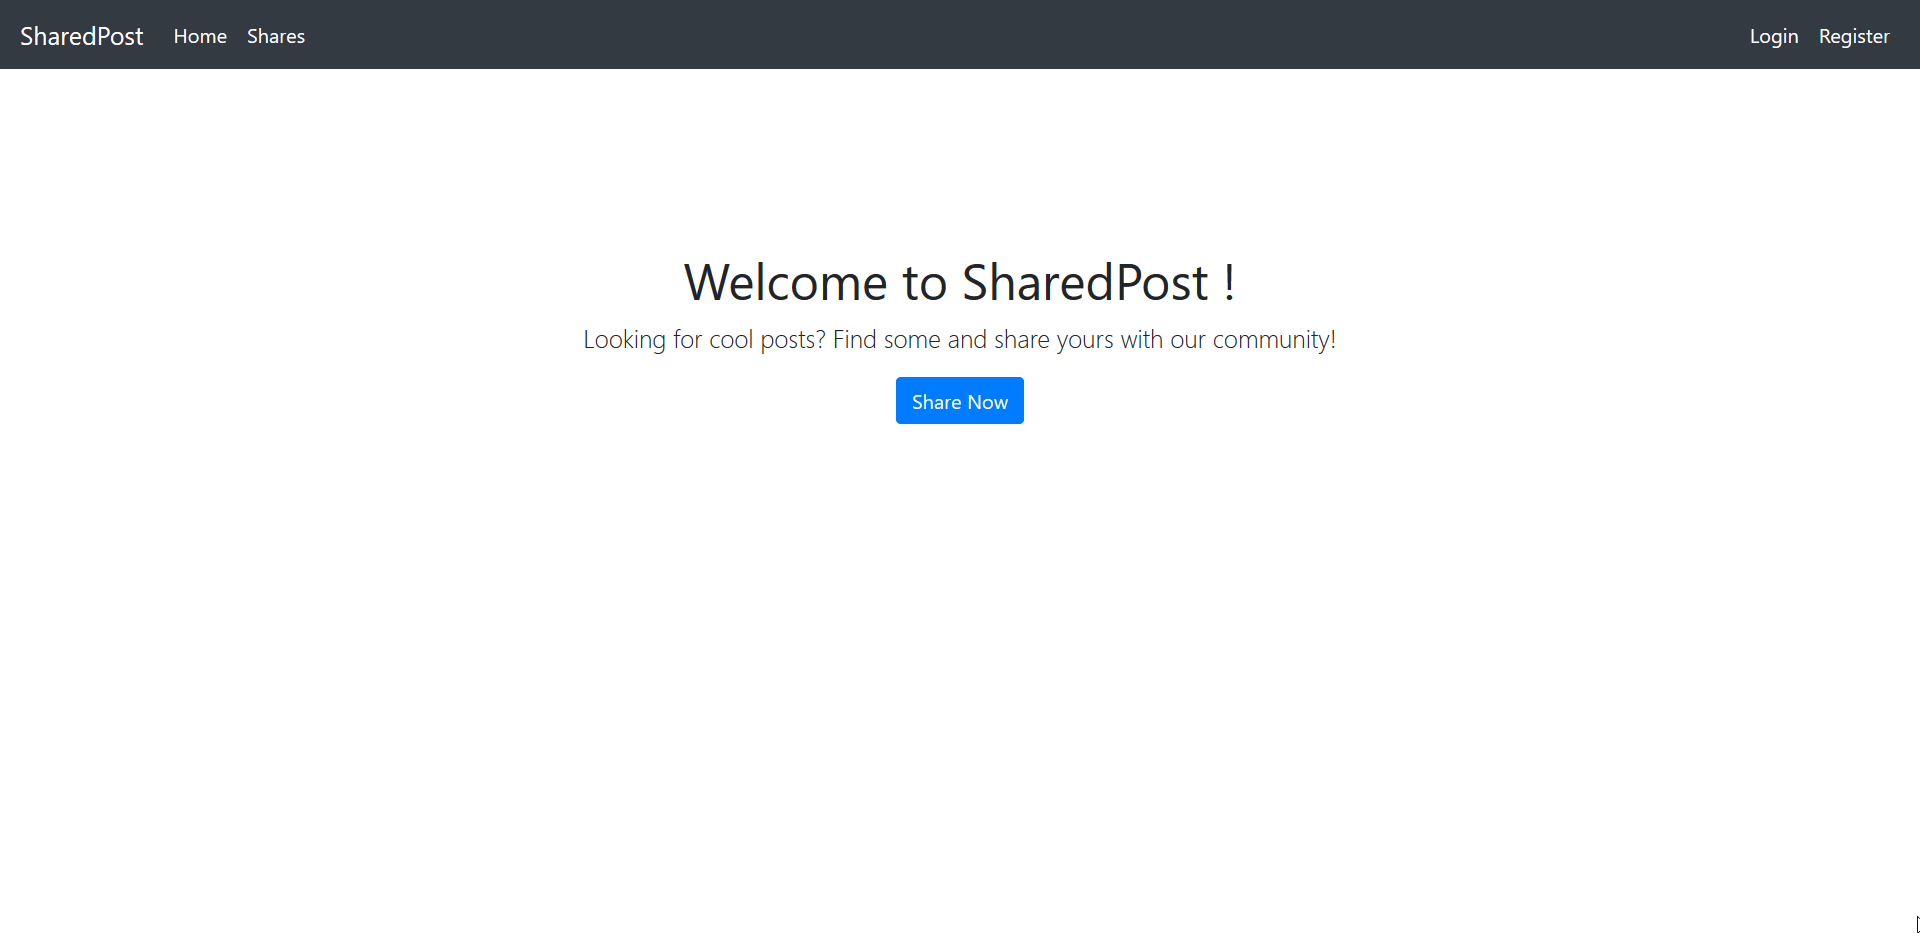 SharedPost Home Shares Login Register
Welcome to SharedPost !
Looking for cool posts? Find some and share yours with our community!
Share Now